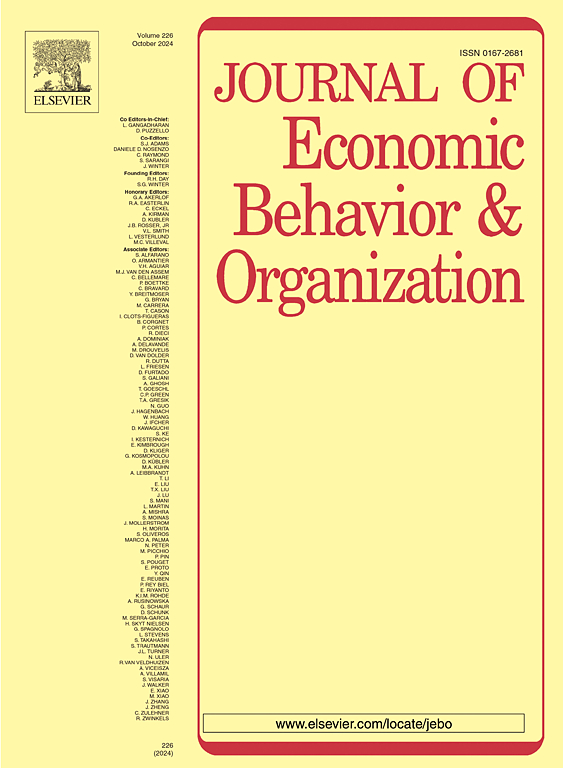 Volume 226
October 2024
ELSEVIER
Co Editors-in-Chief:
L. GANGADHARAN
D. PUZZELLO
Co-Editors:
S.J. ADAMS
DANIELE D. NOSENZO
C. RAYMOND
S. SARANGI
J. WINTER
Founding Editors:
R.H. DAY
S.G. WINTER
Honorary Editors:
G.A. AKERLOF
R.A. EASTERLIN
C. ECKEL
A. KIRMAN
D. KUBLER
J.B. ROSSER, JR
V.L. SMITH
L. VESTERLUND
M.C. VILLEVAL
Associate Editors:
S. ALFARANO
O. ARMANTIER
V.H. AGUIAR
M.J. VAN DEN ASSEM
C. BELLEMARE
P. BOETTKE
C. BRAVARD
Y. BREITMOSER
G. BRYAN
M. CARRERA
T. CASON
I. CLOTS-FIGUERAS
B. CORGNET
P. CORTES
R. DIECI
A. DOMINIAK
A. DELAVANDE
M. DROUVELIS
D. VAN DOLDER
R. DUTTA
L. FRIESEN
D. FURTADO
S. GALIANI
A. GHOSH
T. GOESCHL
C.P. GREEN
T.A. GRESIK
N. GUO
J. HAGENBACH
W. HUANG
J. IFCHER
D. KAWAGUCHI
S. KE
I. KESTERNICH
E. KIMBROUGH
D. KLIGER
G. KOSMOPOLOU
D. KÜBLER
M.A. KUHN
A. LEIBBRANDT
T. LI
E. LIU
T.X. LIU
J. LU
S. MANI
L. MARTIN
A. MISHRA
S. MOINAS
J. MOLLERSTROM
H. MORITA
S. OLIVEROS
MARCO A. PALMA
N. PETER
M. PICCHIO
P. PIN
S. POUGET
E. PROTO
Y. QIN
E. REUBEN
P. REY BIEL
E. RIYANTO
K.I.M. ROHDE
A. RUSINOWSKA
G. SCHAUR
D. SCHUNK
M. SERRA-GARCIA
H. SKYT NIELSEN
G. SPAGNOLO
L. STEVENS
S. TAKAHASHI
S. TRAUTMANN
J.L. TURNER
N. ULER
R.VAN VELDHUIZEN
A. VICEISZA
A. VILLAMIL
S. VISARIA
J. WALKER
E. XIAO
M. XIAO
J. ZHANG
J. ZHENG
C. ZULEHNER
R. ZWINKELS
226
(2024)
ISSN 0167-2681
JOURNAL OF
Economic
Behavior &
Organization
www.elsevier.com/locate/jebo